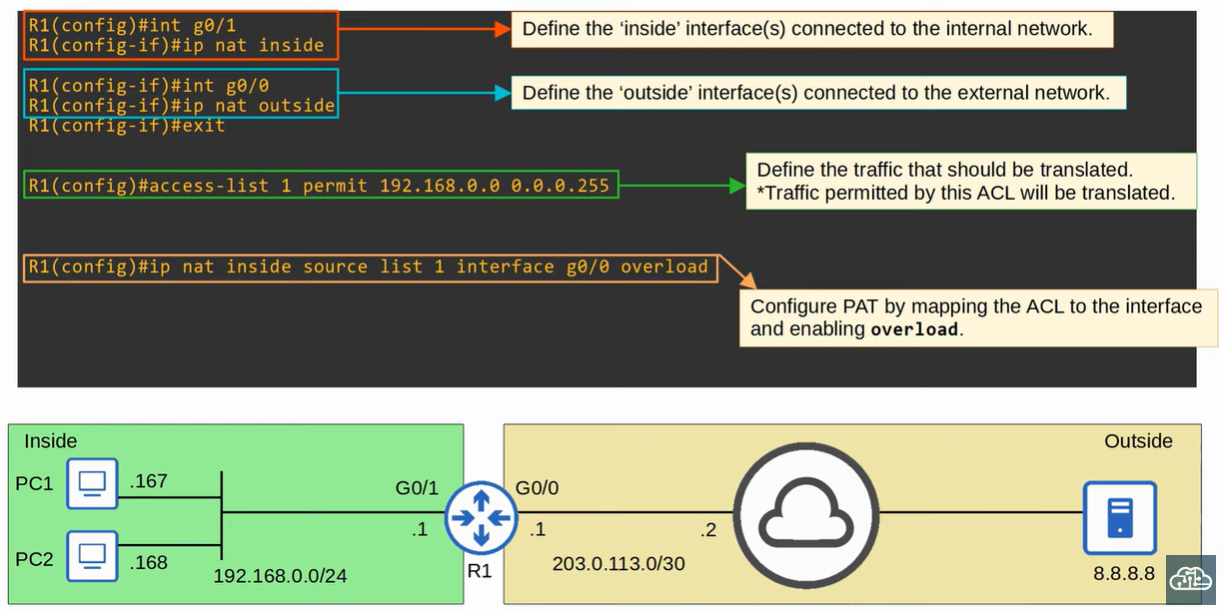 R1(config)#int g0/1
R1(config-if)#ip nat inside
Define the ‘inside’ interface(s) connected to the internal network.
R1(config-if)#int g0/0
R1(config-if)#ip nat outside
Define the ‘outside’ interface(s) connected to the external network.
R1(config-if)#exit
R1(config)#access-list 1 permit 192.168.0.0 0.0.0.255
Define the traffic that should be translated.
*Traffic permitted by this ACL will be translated.
R1(config)#ip nat inside source list 1 interface g0/0 overload
Configure PAT by mapping the ACL to the interface
and enabling overload.
Inside
Outside
PC1
.167
G0/1
G0/0
.1
.1
.2
PC2
.168
192.168.0.0/24
R1
203.0.113.0/30
8.8.8.8